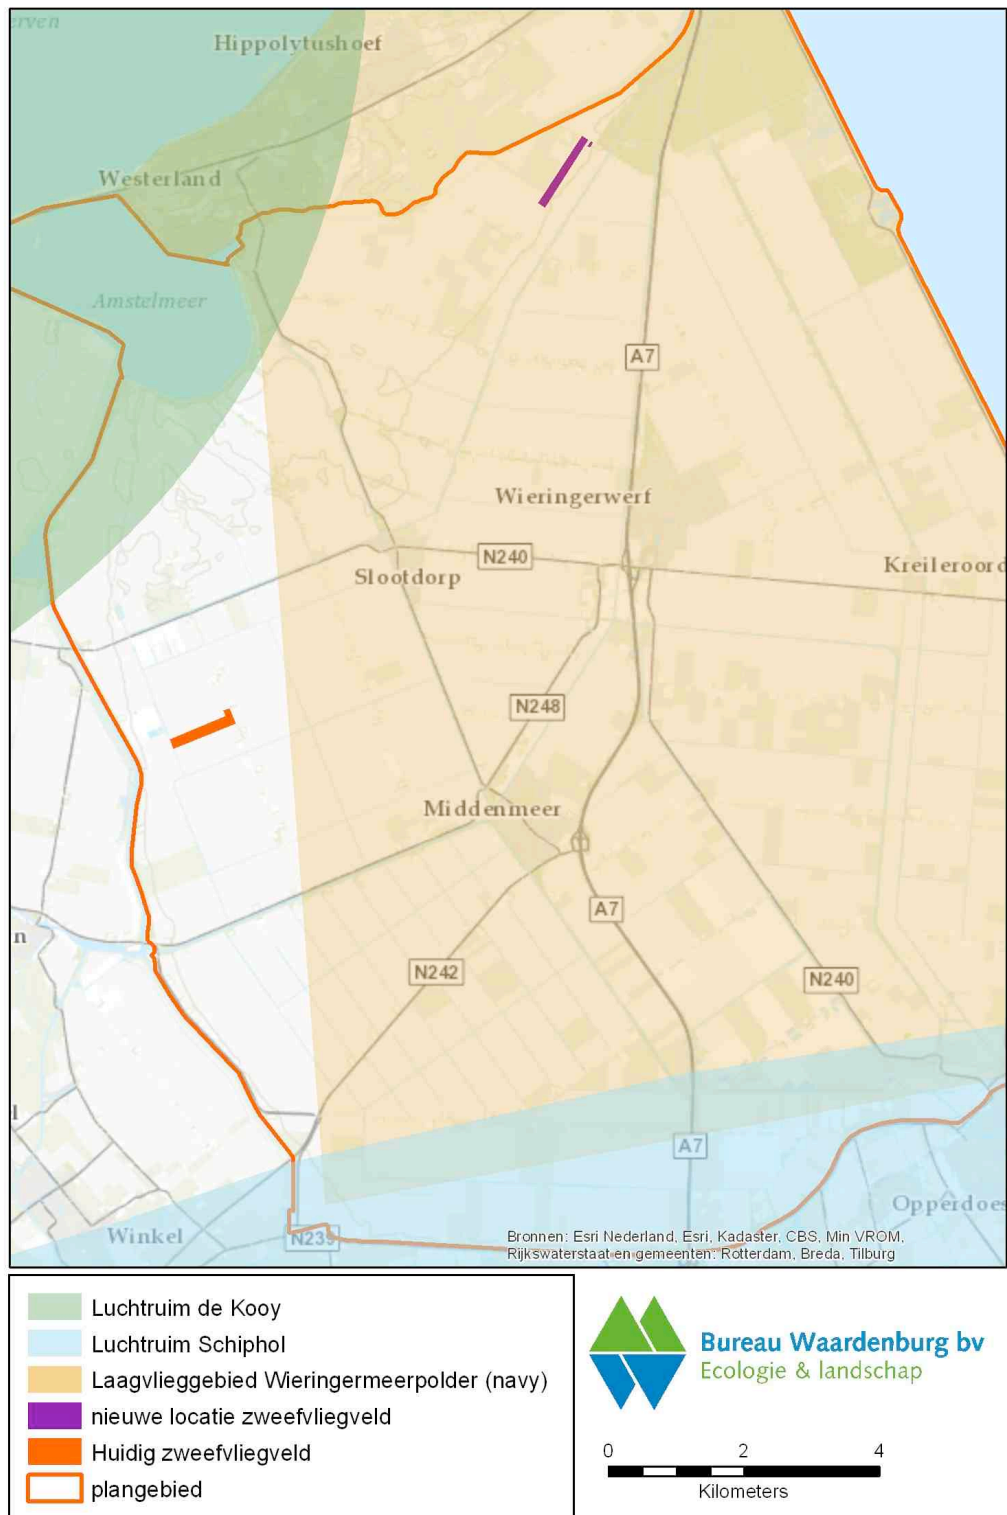 erven
Hippolytushoef
Westerland
Amstelmeer
A7
Wieringerwerf
N240
Slootdorp
Kreileroord
N248
Middenmeer
A7
n
N242
N240
l
A7
Opperdoes
Winkel
N239
Bronnen: Esri Nederland, Esri, Kadaster, CBS, Min VROM,
Rijkswaterstaat en gemeenten: Rotterdam, Breda, Tilburg
Luchtruim de Kooy
Luchtruim Schiphol
Laagvlieggebied Wieringermeerpolder (navy)
nieuwe locatie zweefvliegveld
Huidig zweefvliegveld
plangebied
Bureau Waardenburg bv
Ecologie & landschap
0 2 4
Kilometers